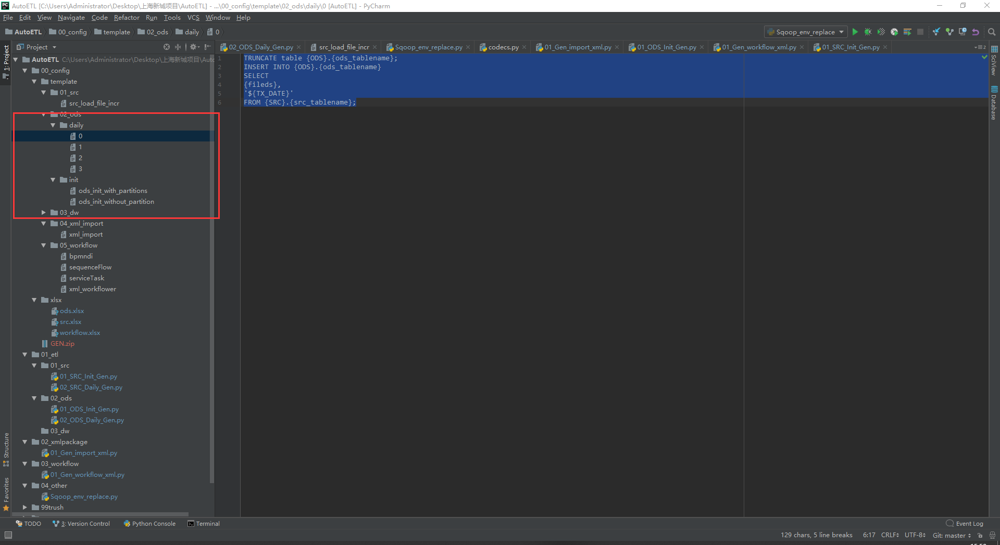 AutoETL [C:\Users\Administrator\Desktop\上海新域项目\AutoETL] - ...\00_config\template\02_ods\daily\0 [AutoETL] - PyCharm
File Edit View Navigate Code Refactor Run Tools VCS Window Help
AutoETL 00_config template 02_ods daily 0
Sqoop_env_replace
Project
02_ODS_Daily_Gen.py src_load_file_incr Sqoop_env_replace.py codecs.py 01_Gen_import_xml.py 01_ODS_Init_Gen.py 01_Gen_workflow_xml.py 01_SRC_Init_Gen.py
1: Project
Structure
Favorites
SciView
Database
AutoETL C:\Users\Administrator\Desktop\上海新域项目\Auto
00_config
template
01_src
src_load_file_incr
02_ods
daily
0
1
2
3
init
ods_init_with_partitions
ods_init_without_partition
03_dw
04_xml_import
xml_import
05_workflow
bpmndi
sequenceFlow
serviceTask
xml_workflower
xlsx
ods.xlsx
src.xlsx
workflow.xlsx
GEN.zip
01_etl
01_src
01_SRC_Init_Gen.py
02_SRC_Daily_Gen.py
02_ods
01_ODS_Init_Gen.py
02_ODS_Daily_Gen.py
03_dw
02_xmlpackage
01_Gen_import_xml.py
03_workflow
01_Gen_workflow_xml.py
04_other
Sqoop_env_replace.py
99trush
1 TRUNCATE table {ODS}.{ods_tablename};
2 INSERT INTO {ODS}.{ods_tablename}
3 SELECT
4 {fileds},
5 '${TX_DATE}'
6 FROM {SRC}.{src_tablename};
TODO 3: Version Control Python Console Terminal Event Log
129 chars, 5 line breaks 6:17 CRLF UTF-8 Git: master